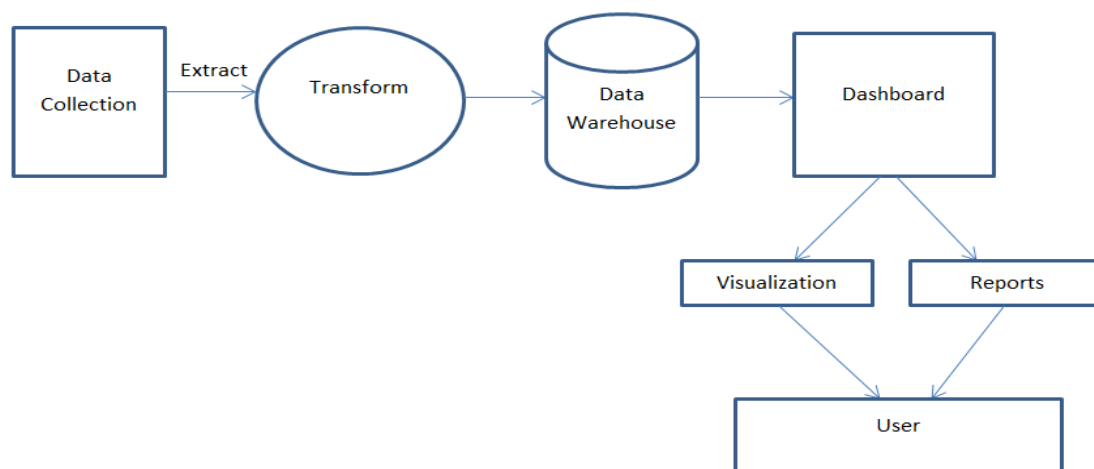 Data
Collection
Extract
Transform
Data
Warehouse
Dashboard
Visualization
Reports
User